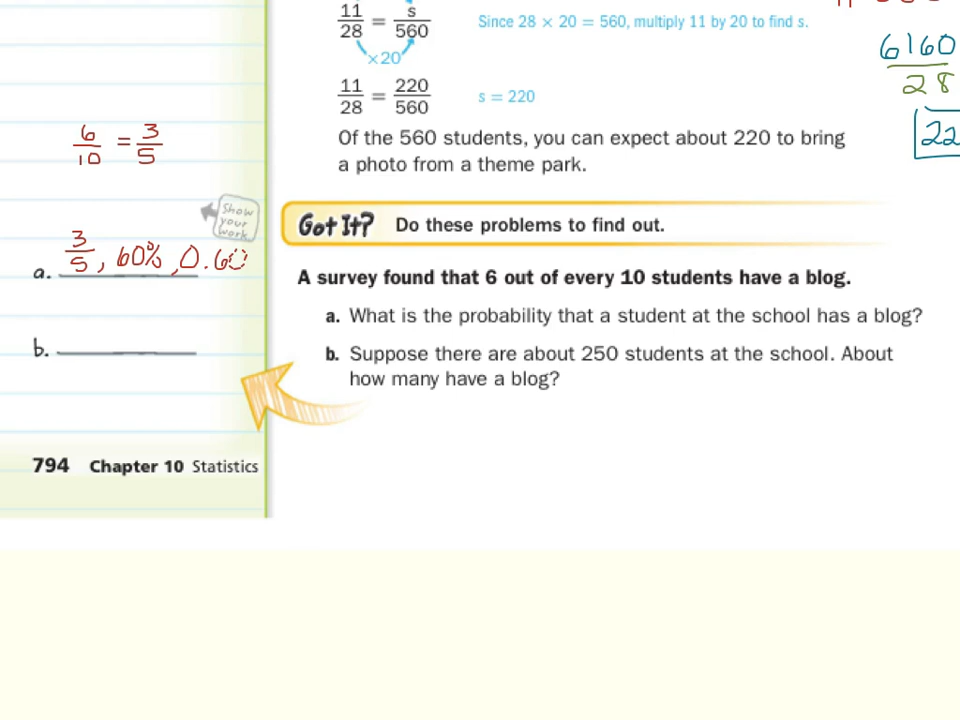 11/28 = s/560 Since 28 × 20 = 560, multiply 11 by 20 to find s.
×20
11/28 = 220/560 s = 220
Of the 560 students, you can expect about 220 to bring
a photo from a theme park.
6160
28
22
6/10 = 3/5
Show
your
work.
a. 3/5, 60%, 0.60
b.
Got It? Do these problems to find out.
A survey found that 6 out of every 10 students have a blog.
a. What is the probability that a student at the school has a blog?
b. Suppose there are about 250 students at the school. About
how many have a blog?
794 Chapter 10 Statistics